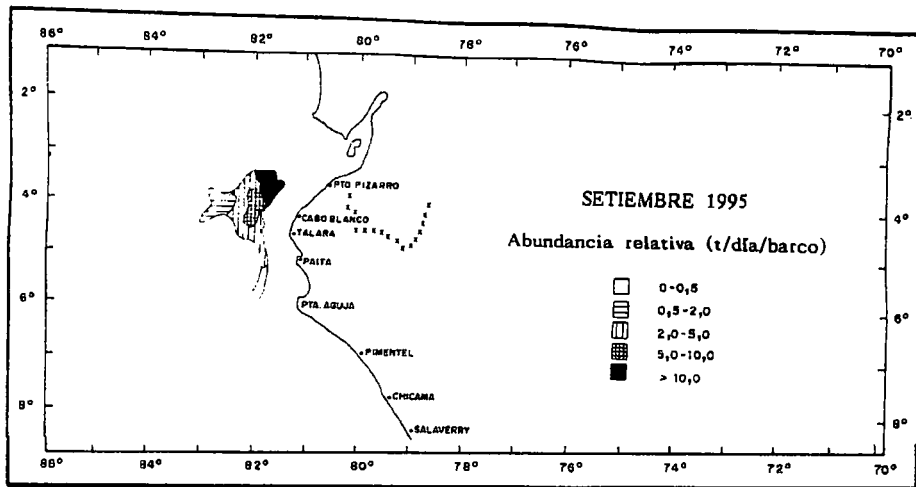 86° 84° 82° 80° 78° 76° 74° 72° 70°
2° 2°
4° 4°
6° 6°
8° 8°
PTO PIZARRO
CABO BLANCO
TALARA
PAITA
PTA. AGUJA
PIMENTEL
CHICAMA
SALAVERRY
SETIEMBRE 1995
Abundancia relativa (t/día/barco)
0-0,5
0,5-2,0
2,0-5,0
5,0-10,0
> 10,0
86° 84° 82° 80° 78° 76° 74° 72° 70°